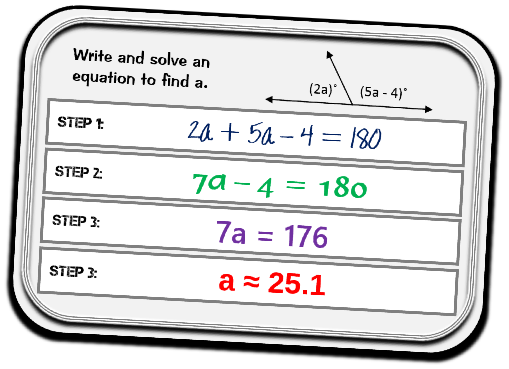 Write and solve an
equation to find a.
(2a)° (5a - 4)°
STEP 1: 2a + 5a – 4 = 180
STEP 2: 7a – 4 = 180
STEP 3: 7a = 176
STEP 3: a ≈ 25.1